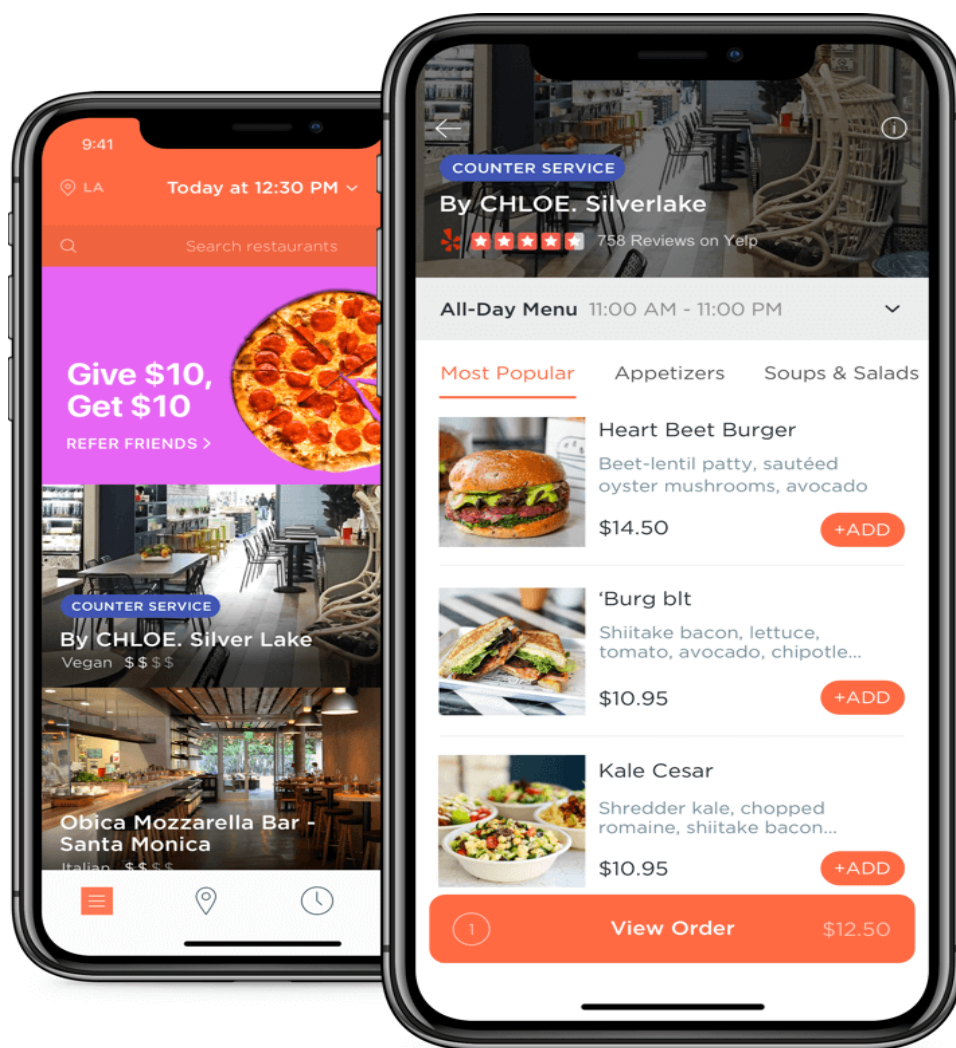 9:41
LA
Today at 12:30 PM
Search restaurants
Give $10,
Get $10
REFER FRIENDS >
COUNTER SERVICE
By CHLOE. Silver Lake
Vegan $$$$
Obica Mozzarella Bar -
Santa Monica
Italian $$$$
COUNTER SERVICE
By CHLOE. Silverlake
758 Reviews on Yelp
All-Day Menu 11:00 AM - 11:00 PM
Most Popular Appetizers Soups & Salads
Heart Beet Burger
Beet-lentil patty, sautéed
oyster mushrooms, avocado
$14.50 +ADD
‘Burg blt
Shiitake bacon, lettuce,
tomato, avocado, chipotle...
$10.95 +ADD
Kale Cesar
Shredder kale, chopped
romaine, shiitake bacon...
$10.95 +ADD
1 View Order $12.50